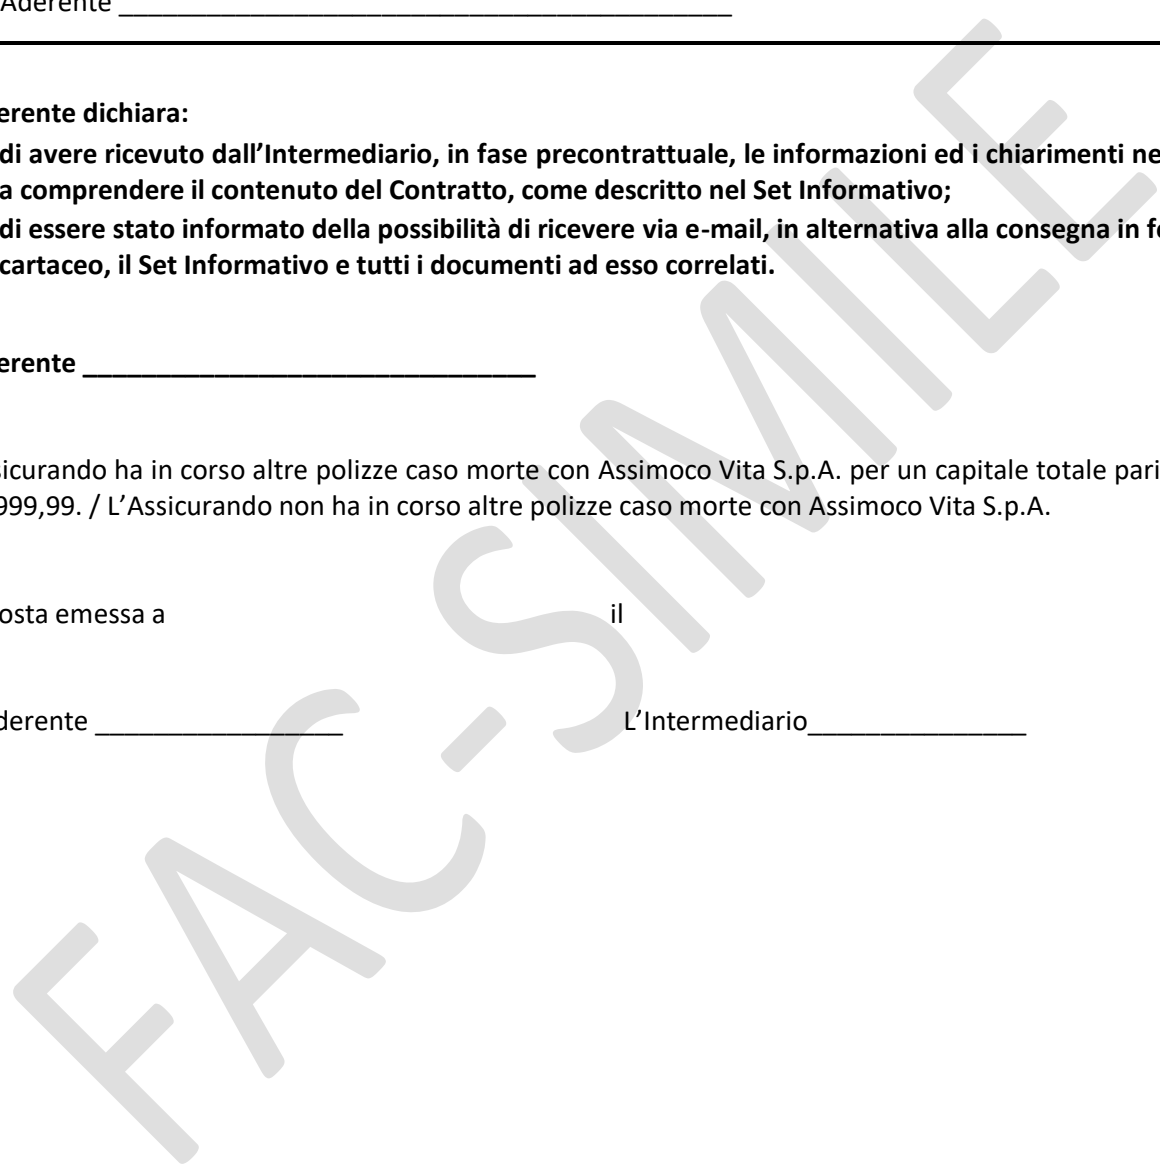 Aderente __________________________________________
erente dichiara:
di avere ricevuto dall’Intermediario, in fase precontrattuale, le informazioni ed i chiarimenti ne
a comprendere il contenuto del Contratto, come descritto nel Set Informativo;
di essere stato informato della possibilità di ricevere via e-mail, in alternativa alla consegna in fo
cartaceo, il Set Informativo e tutti i documenti ad esso correlati.
erente _______________________________
sicurando ha in corso altre polizze caso morte con Assimoco Vita S.p.A. per un capitale totale pari
999,99. / L’Assicurando non ha in corso altre polizze caso morte con Assimoco Vita S.p.A.
osta emessa a il
derente _________________ L’Intermediario_______________
FAC-SIMILE